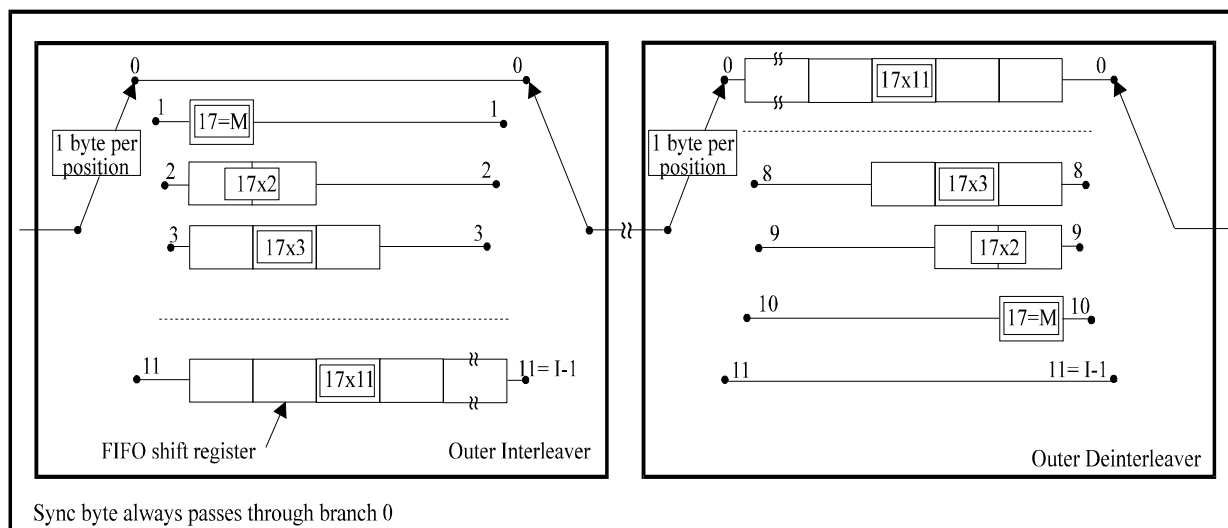 0 0
1 17=M 1
1 byte per
position
2 17x2 2
3 17x3 3
11 17x11 11= I-1
FIFO shift register
Outer Interleaver
0 17x11 0
1 byte per
position
8 17x3 8
9 17x2 9
10 17=M 10
11 11= I-1
Outer Deinterleaver
Sync byte always passes through branch 0